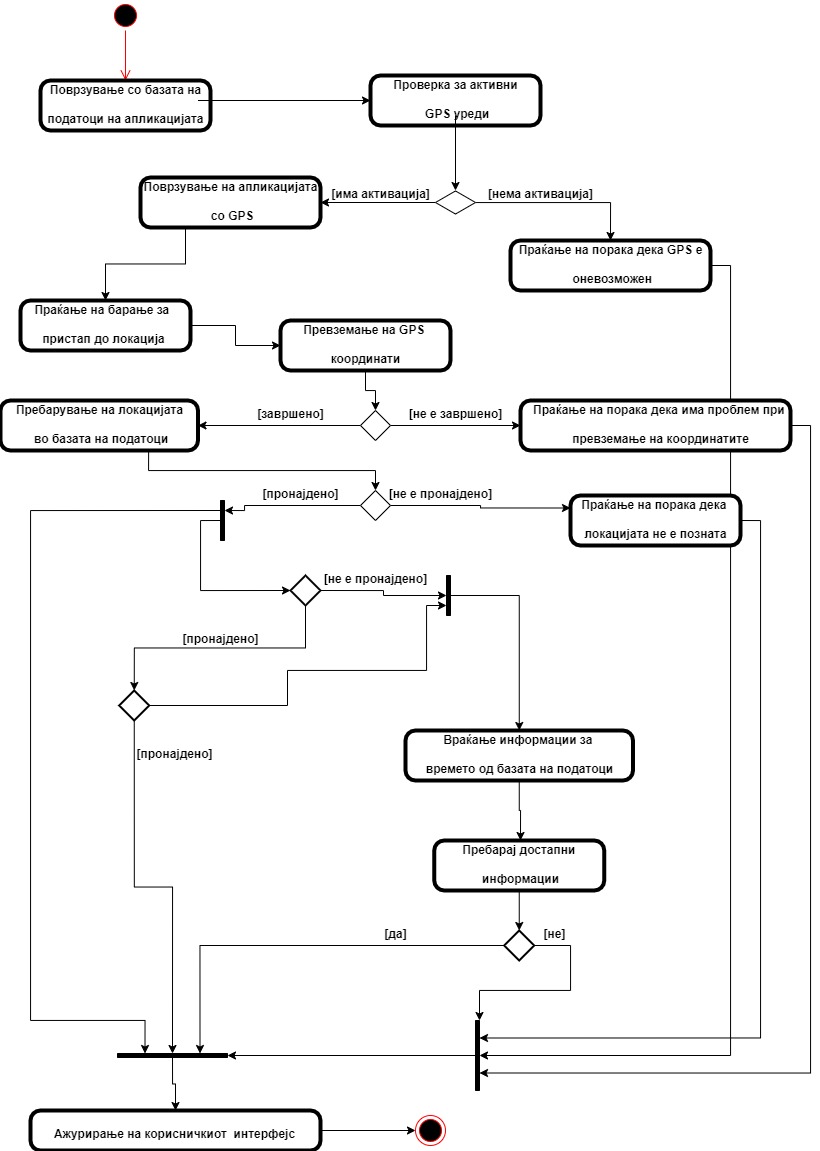 Поврзување со базата на
податоци на апликацијата
Проверка за активни
GPS уреди
[има активација]
[нема активација]
Поврзување на апликацијата
со GPS
Праќање на порака дека GPS е
оневозможен
Праќање на барање за
пристап до локација
Превземање на GPS
координати
[завршено]
[не е завршено]
Пребарување на локацијата
во базата на податоци
Праќање на порака дека има проблем при
превземање на координатите
[пронајдено]
[не е пронајдено]
Праќање на порака дека
локацијата не е позната
[не е пронајдено]
[пронајдено]
[пронајдено]
Враќање информации за
времето од базата на податоци
Пребарај достапни
информации
[да]
[не]
Ажурирање на корисничкиот интерфејс